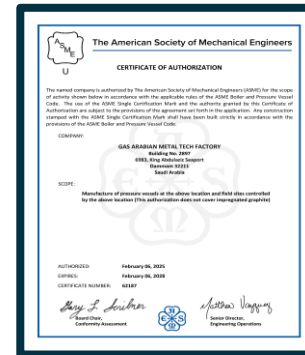 ASME
U
The American Society of Mechanical Engineers
CERTIFICATE OF AUTHORIZATION
The named company is authorized by The American Society of Mechanical Engineers (ASME) for the scope
of activity shown below in accordance with the applicable rules of the ASME Boiler and Pressure Vessel
Code. The use of the ASME Single Certification Mark and the authority granted by this Certificate of
Authorization are subject to the provisions of the agreement set forth in the application. Any construction
stamped with the ASME Single Certification Mark shall have been built strictly in accordance with the
provisions of the ASME Boiler and Pressure Vessel Code.
COMPANY:
GAS ARABIAN METAL TECH FACTORY
Building No. 2897
6383, King Abdulaziz Seaport
Dammam 32211
Saudi Arabia
SCOPE:
Manufacture of pressure vessels at the above location and field sites controlled
by the above location (This authorization does not cover impregnated graphite)
AUTHORIZED: February 06, 2025
EXPIRES: February 06, 2028
CERTIFICATE NUMBER: 62187
Board Chair,
Conformity Assessment
Senior Director,
Engineering Operations